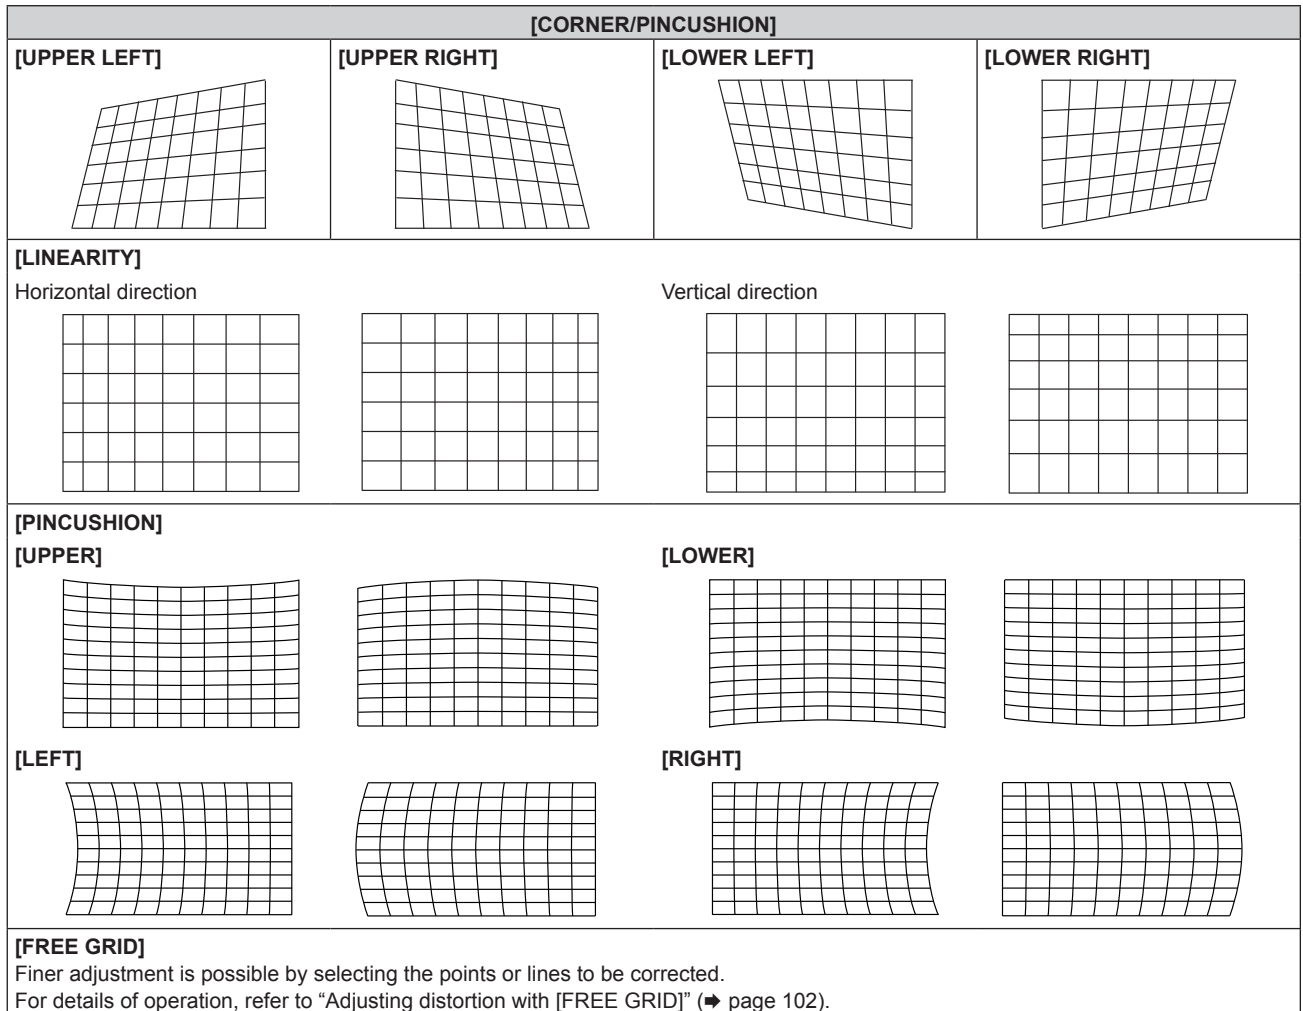 [CORNER/PINCUSHION]
[UPPER LEFT]
[UPPER RIGHT]
[LOWER LEFT]
[LOWER RIGHT]
[LINEARITY]
Horizontal direction
Vertical direction
[PINCUSHION]
[UPPER]
[LOWER]
[LEFT]
[RIGHT]
[FREE GRID]
Finer adjustment is possible by selecting the points or lines to be corrected.
For details of operation, refer to “Adjusting distortion with [FREE GRID]” (➡ page 102).